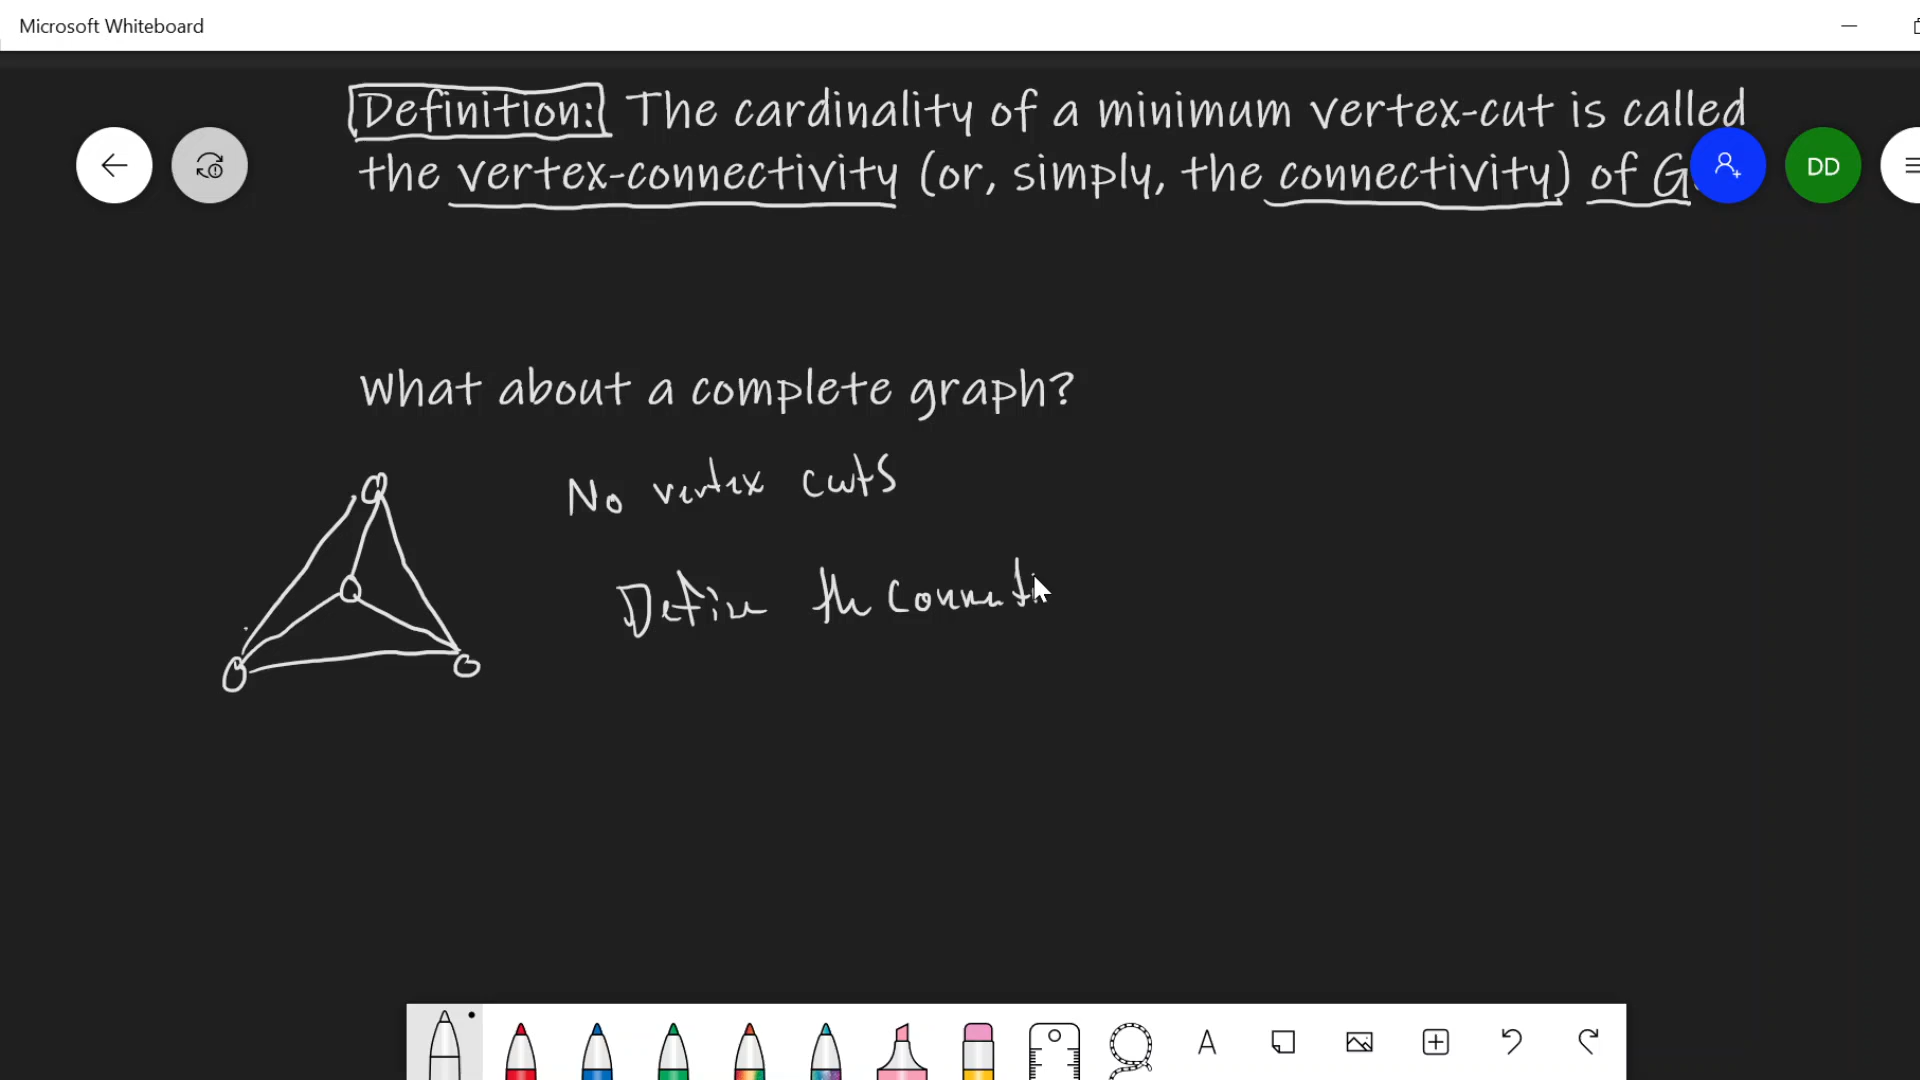 Microsoft Whiteboard
Definition: The cardinality of a minimum vertex-cut is called
the vertex-connectivity (or, simply, the connectivity) of G.
DD
What about a complete graph?
No vertex cuts
Define the connecti